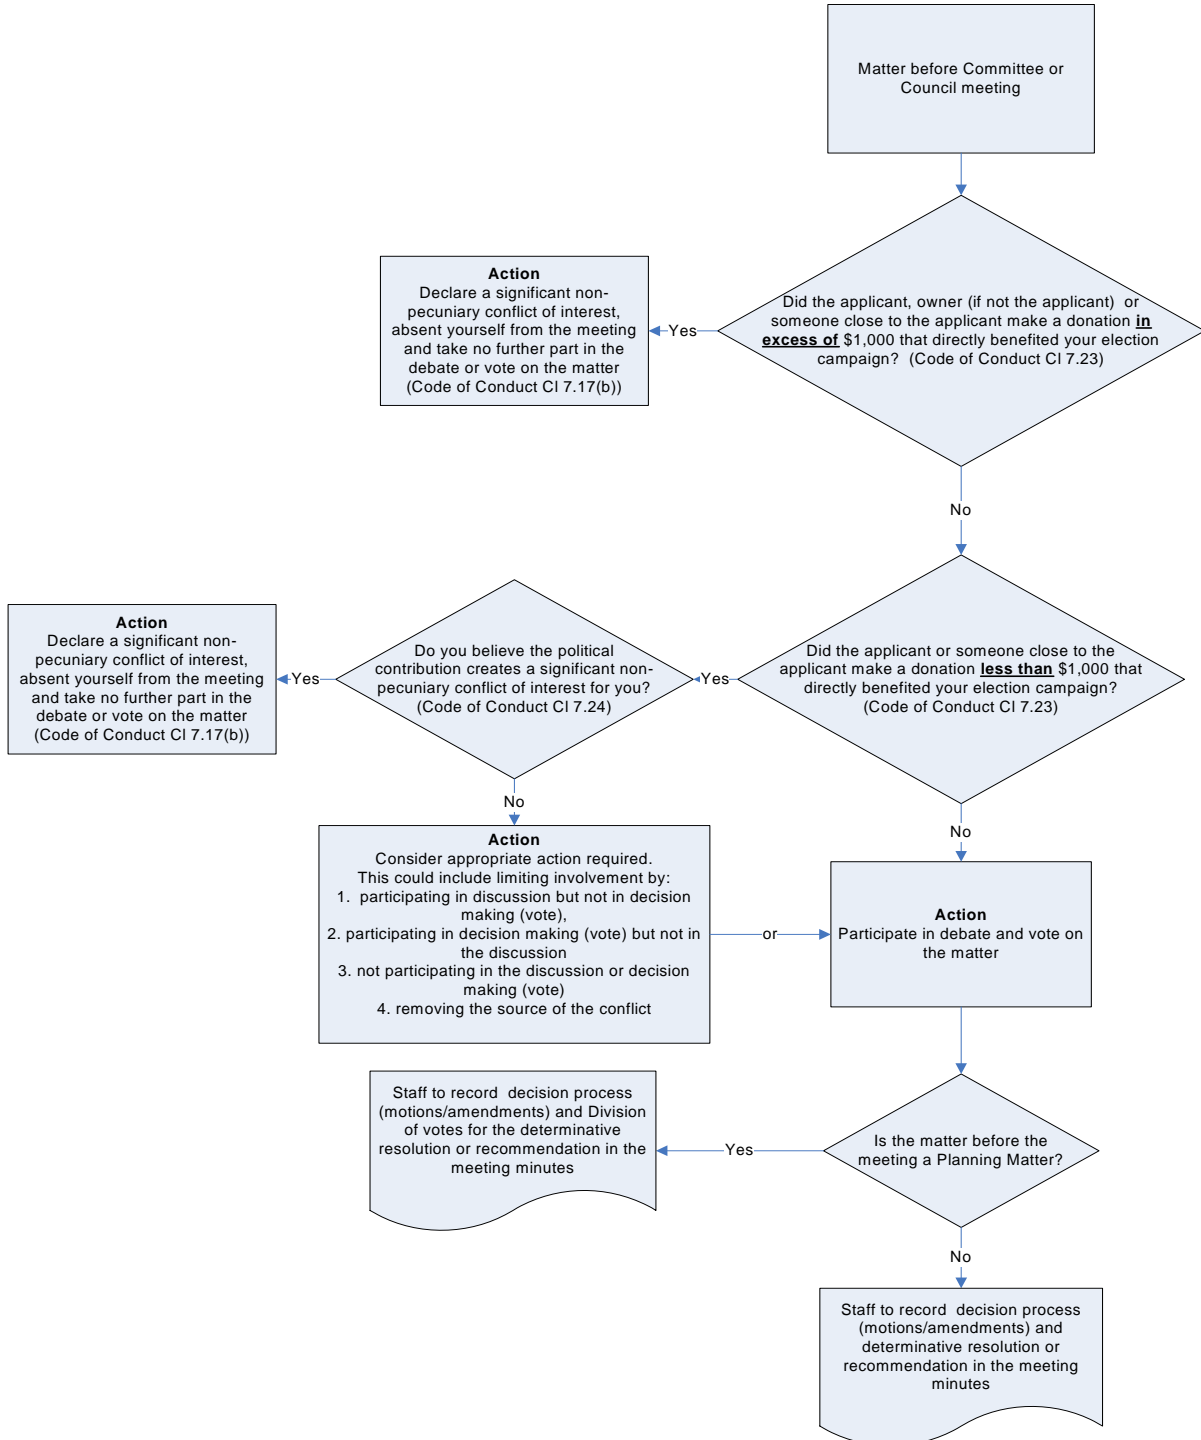 Matter before Committee or
Council meeting
Did the applicant, owner (if not the applicant)  or
someone close to the applicant make a donation in
excess of $1,000 that directly benefited your election
campaign?  (Code of Conduct Cl 7.23)
Yes
Action
Declare a significant non-
pecuniary conflict of interest,
absent yourself from the meeting
and take no further part in the
debate or vote on the matter
(Code of Conduct Cl 7.17(b))
No
Did the applicant or someone close to the
applicant make a donation less than $1,000 that
directly benefited your election campaign?
(Code of Conduct Cl 7.23)
Yes
Do you believe the political
contribution creates a significant non-
pecuniary conflict of interest for you?
(Code of Conduct Cl 7.24)
Yes
Action
Declare a significant non-
pecuniary conflict of interest,
absent yourself from the meeting
and take no further part in the
debate or vote on the matter
(Code of Conduct Cl 7.17(b))
No
Action
Consider appropriate action required.
This could include limiting involvement by:
1.  participating in discussion but not in decision
making (vote),
2. participating in decision making (vote) but not in
the discussion
3. not participating in the discussion or decision
making (vote)
4. removing the source of the conflict
or
No
Action
Participate in debate and vote on
the matter
Is the matter before the
meeting a Planning Matter?
Yes
Staff to record  decision process
(motions/amendments) and Division
of votes for the determinative
resolution or recommendation in the
meeting minutes
No
Staff to record  decision process
(motions/amendments) and
determinative resolution or
recommendation in the meeting
minutes